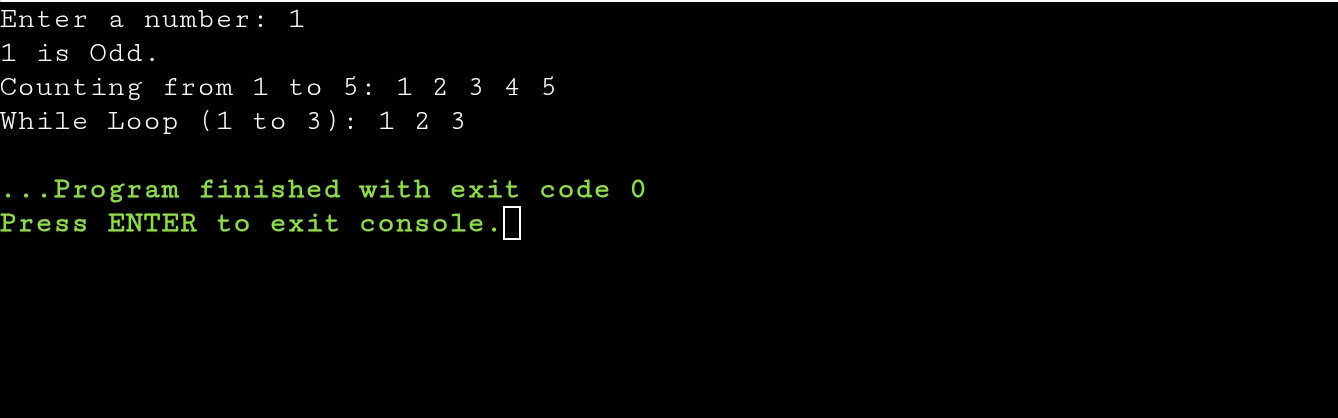 Enter a number: 1
1 is Odd.
Counting from 1 to 5: 1 2 3 4 5
While Loop (1 to 3): 1 2 3
...Program finished with exit code 0
Press ENTER to exit console.